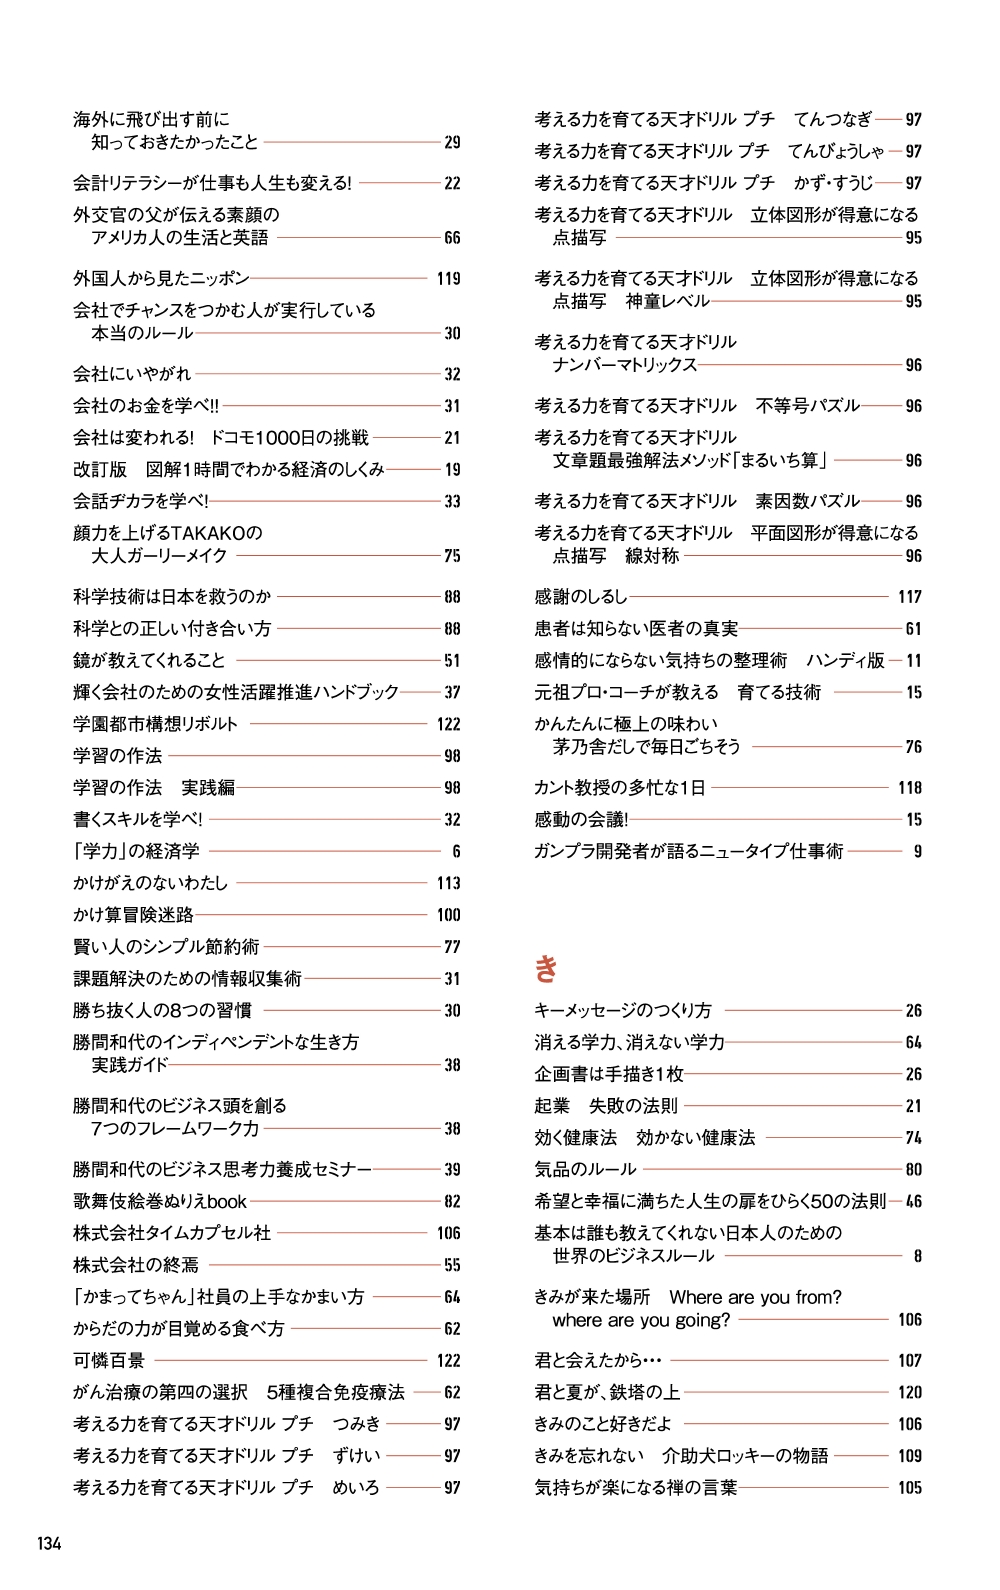 海外に飛び出す前に
知っておきたかったこと 29
会計リテラシーが仕事も人生も変える! 22
外交官の父が伝える素顔の
アメリカ人の生活と英語 66
外国人から見たニッポン 119
会社でチャンスをつかむ人が実行している
本当のルール 30
会社にいやがれ 32
会社のお金を学べ!! 31
会社は変われる! ドコモ1000日の挑戦 21
改訂版 図解1時間でわかる経済のしくみ 19
会話ヂカラを学べ! 33
顔力を上げるTAKAKOの
大人ガーリーメイク 75
科学技術は日本を救うのか 88
科学との正しい付き合い方 88
鏡が教えてくれること 51
輝く会社のための女性活躍推進ハンドブック 37
学園都市構想リボルト 122
学習の作法 98
学習の作法 実践編 98
書くスキルを学べ! 32
「学力」の経済学 6
かけがえのないわたし 113
かけ算冒険迷路 100
賢い人のシンプル節約術 77
課題解決のための情報収集術 31
勝ち抜く人の8つの習慣 30
勝間和代のインディペンデントな生き方
実践ガイド 38
勝間和代のビジネス頭を創る
7つのフレームワーク力 38
勝間和代のビジネス思考力養成セミナー 39
歌舞伎絵巻ぬりえbook 82
株式会社タイムカプセル社 106
株式会社の終焉 55
「かまってちゃん」社員の上手なかまい方 64
からだの力が目覚める食べ方 62
可憐百景 122
がん治療の第四の選択 5種複合免疫療法 62
考える力を育てる天才ドリル プチ つみき 97
考える力を育てる天才ドリル プチ ずけい 97
考える力を育てる天才ドリル プチ めいろ 97
考える力を育てる天才ドリル プチ てんつなぎ 97
考える力を育てる天才ドリル プチ てんびょうしゃ 97
考える力を育てる天才ドリル プチ かず・すうじ 97
考える力を育てる天才ドリル 立体図形が得意になる
点描写 95
考える力を育てる天才ドリル 立体図形が得意になる
点描写 神童レベル 95
考える力を育てる天才ドリル
ナンバーマトリックス 96
考える力を育てる天才ドリル 不等号パズル 96
考える力を育てる天才ドリル
文章題最強解法メソッド「まるいち算」 96
考える力を育てる天才ドリル 素因数パズル 96
考える力を育てる天才ドリル 平面図形が得意になる
点描写 線対称 96
感謝のしるし 117
患者は知らない医者の真実 61
感情的にならない気持ちの整理術 ハンディ版 11
元祖プロ・コーチが教える 育てる技術 15
かんたんに極上の味わい
茅乃舎だしで毎日ごちそう 76
カント教授の多忙な1日 118
感動の会議! 15
ガンプラ開発者が語るニュータイプ仕事術 9
き
キーメッセージのつくり方 26
消える学力、消えない学力 64
企画書は手描き1枚 26
起業 失敗の法則 21
効く健康法 効かない健康法 74
気品のルール 80
希望と幸福に満ちた人生の扉をひらく50の法則 46
基本は誰も教えてくれない日本人のための
世界のビジネスルール 8
きみが来た場所 Where are you from?
where are you going? 106
君と会えたから… 107
君と夏が、鉄塔の上 120
きみのこと好きだよ 106
きみを忘れない 介助犬ロッキーの物語 109
気持ちが楽になる禅の言葉 105
134